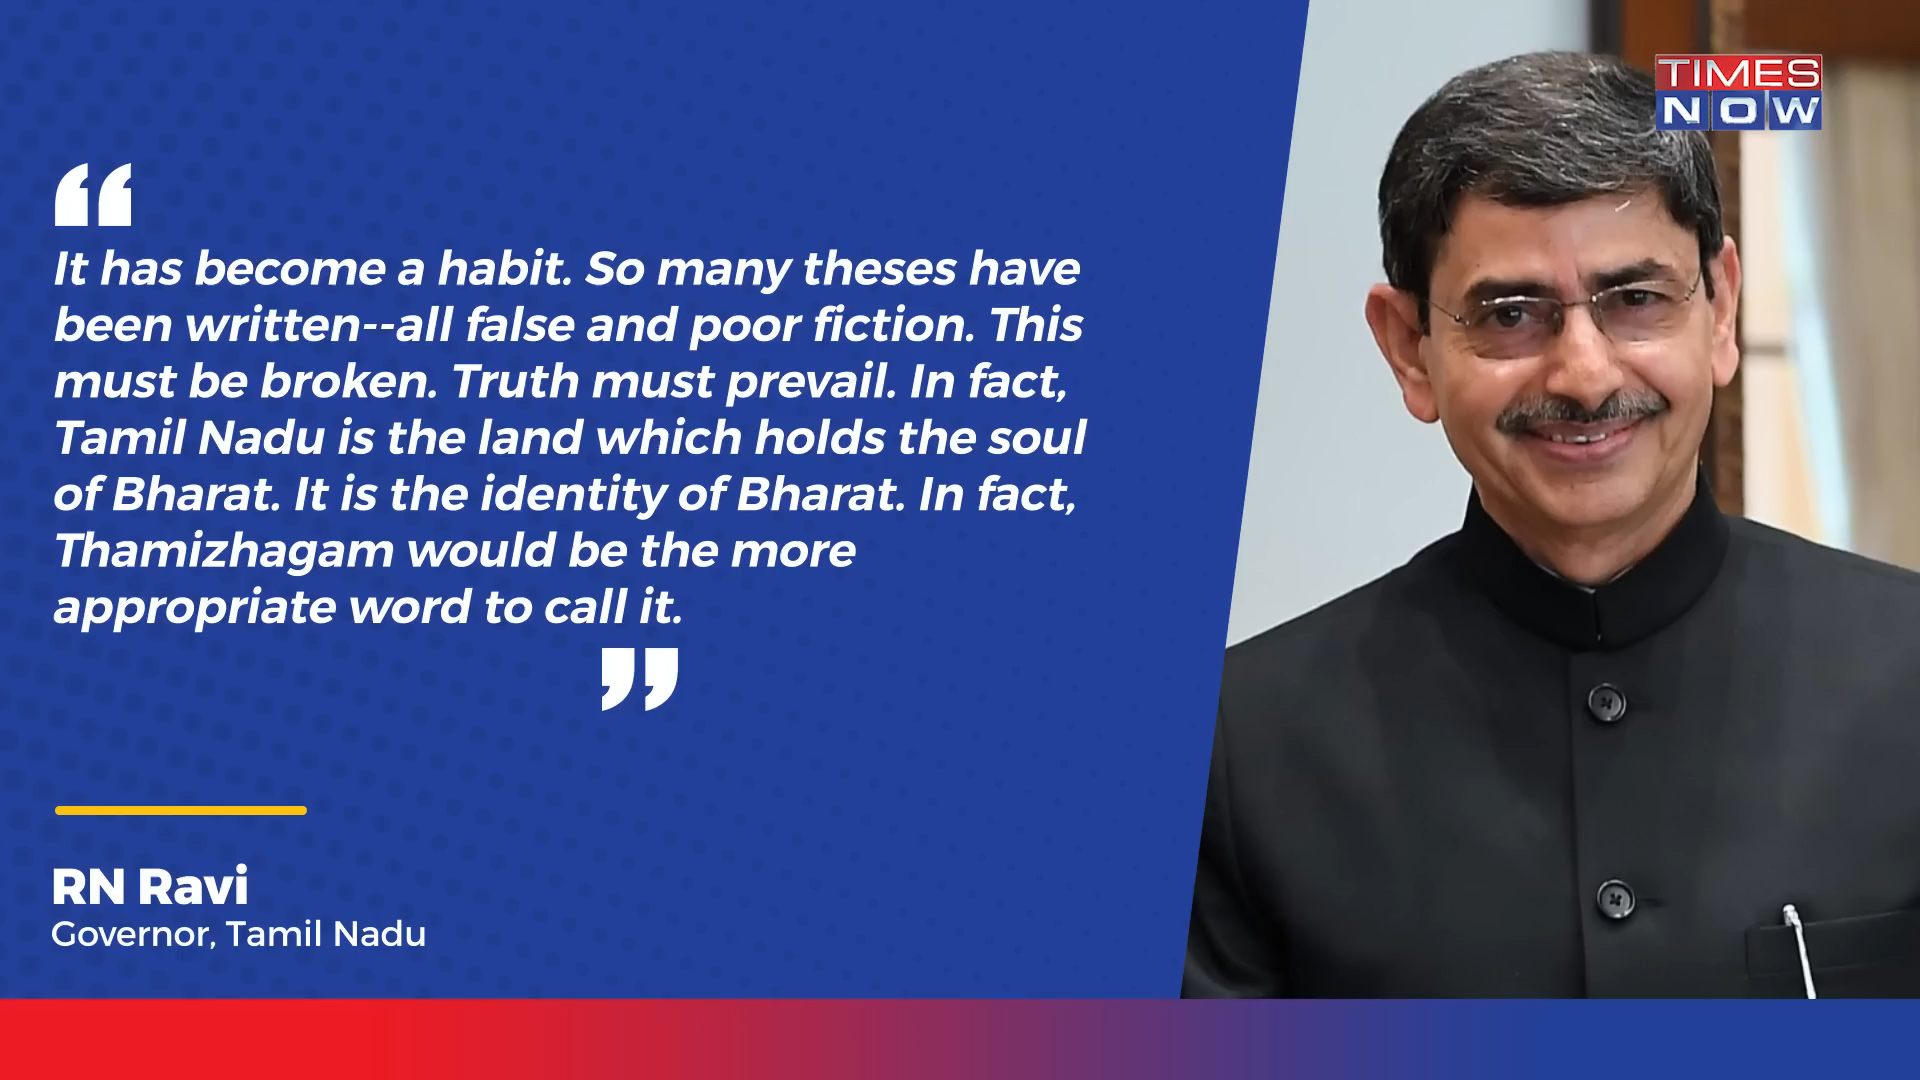 TIMES
NOW
“
It has become a habit. So many theses have
been written--all false and poor fiction. This
must be broken. Truth must prevail. In fact,
Tamil Nadu is the land which holds the soul
of Bharat. It is the identity of Bharat. In fact,
Thamizhagam would be the more
appropriate word to call it.
”
RN Ravi
Governor, Tamil Nadu